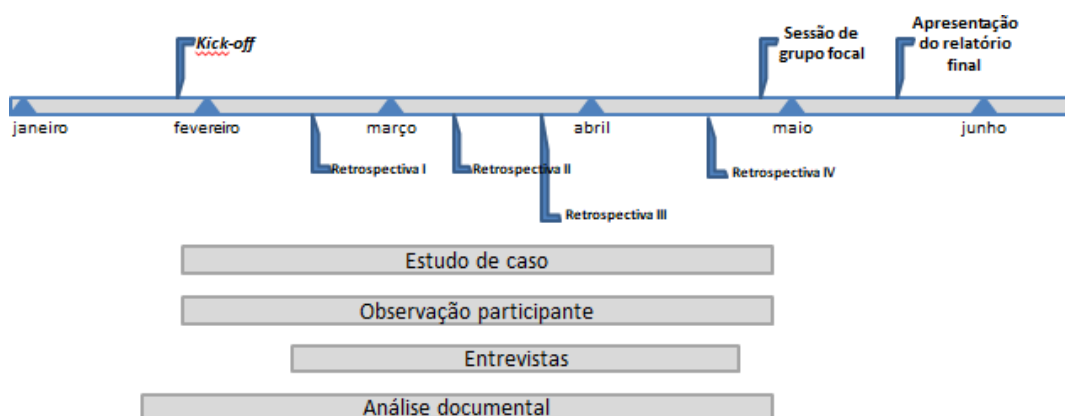 Kick-off
Sessão de
grupo focal
Apresentação
do relatório
final
janeiro
fevereiro
março
abril
maio
junho
Retrospectiva I
Retrospectiva II
Retrospectiva IV
Retrospectiva III
Estudo de caso
Observação participante
Entrevistas
Análise documental